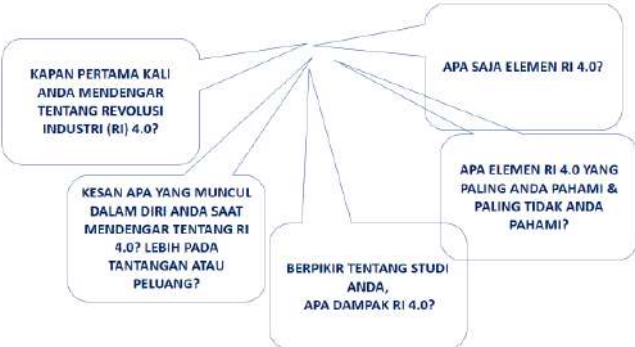 KAPAN PERTAMA KALI
ANDA MENDENGAR
TENTANG REVOLUSI
INDUSTRI (RI) 4.0?
APA SAJA ELEMEN RI 4.0?
KESAN APA YANG MUNCUL
DALAM DIRI ANDA SAAT
MENDENGAR TENTANG RI
4.0? LEBIH PADA
TANTANGAN ATAU
PELUANG?
APA ELEMEN RI 4.0 YANG
PALING ANDA PAHAMI &
PALING TIDAK ANDA
PAHAMI?
BERPIKIR TENTANG STUDI
ANDA,
APA DAMPAK RI 4.0?